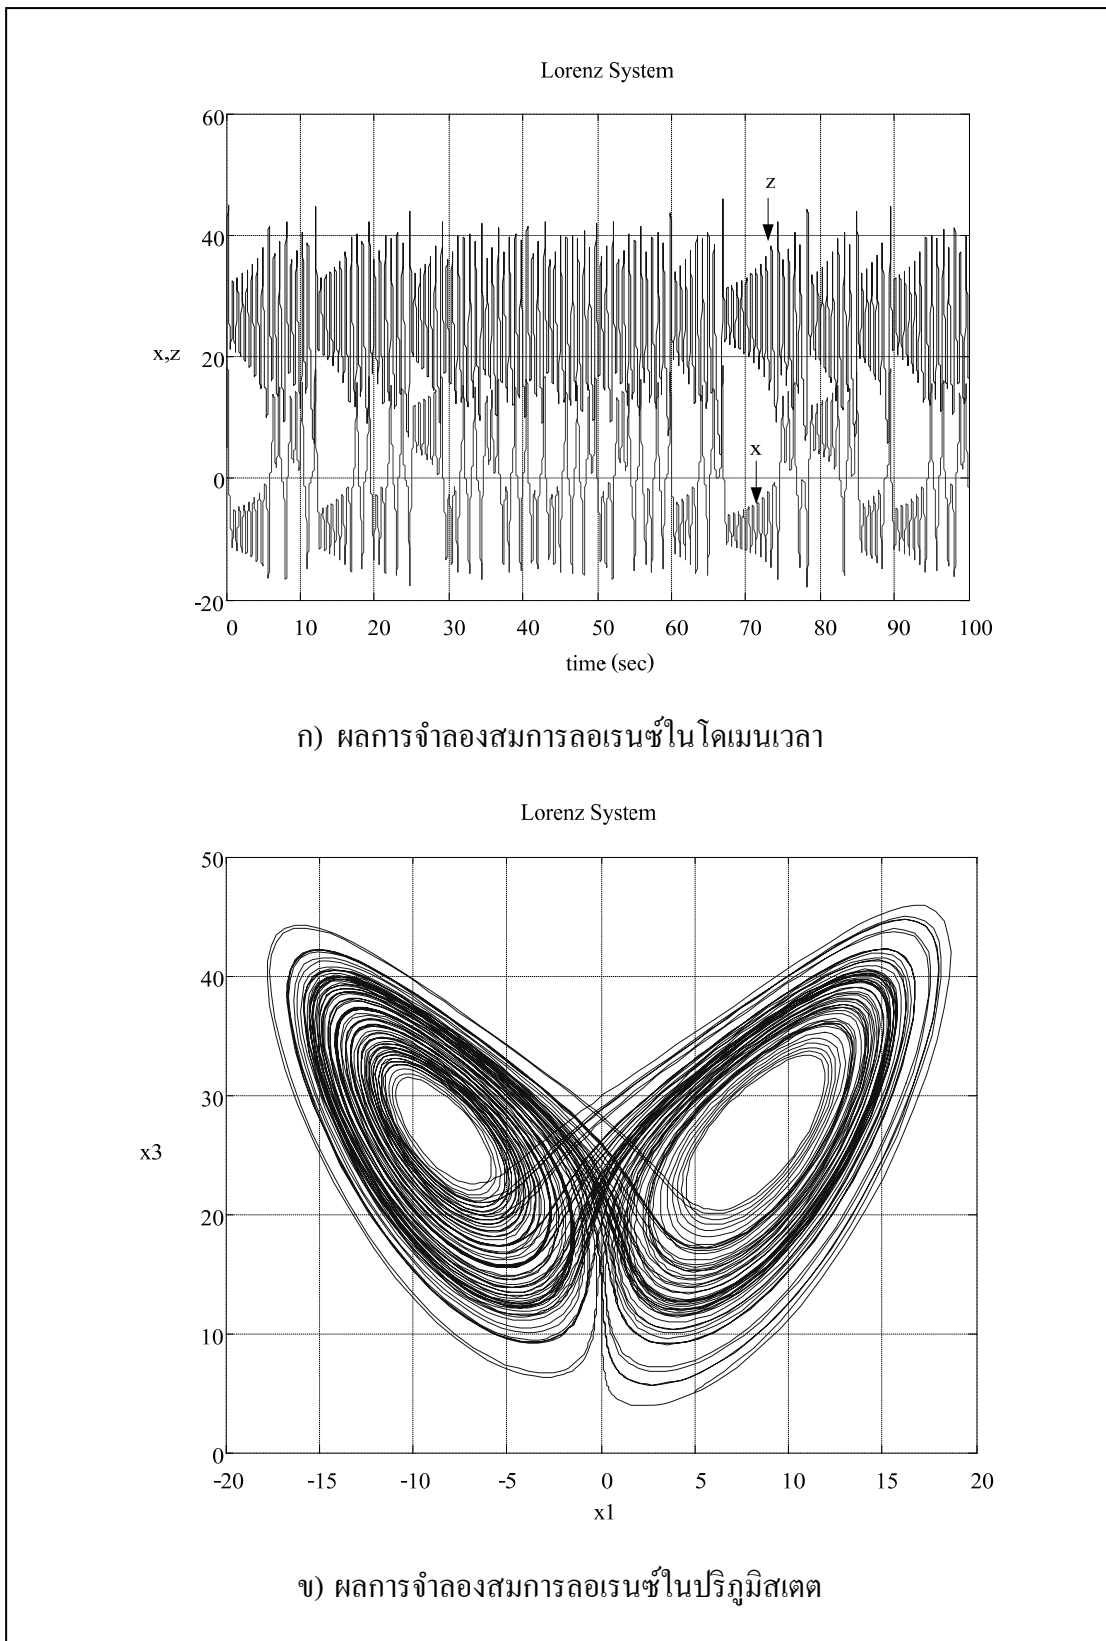 Lorenz System
60
z
40
x,z
20
x
0
-20
0 10 20 30 40 50 60 70 80 90 100
time (sec)
ก) ผลการจำลองสมการลอเรนซ์ในโดเมนเวลา
Lorenz System
50
40
30
x3
20
10
0
-20 -15 -10 -5 0 5 10 15 20
x1
ข) ผลการจำลองสมการลอเรนซ์ในปริภูมิสเตต